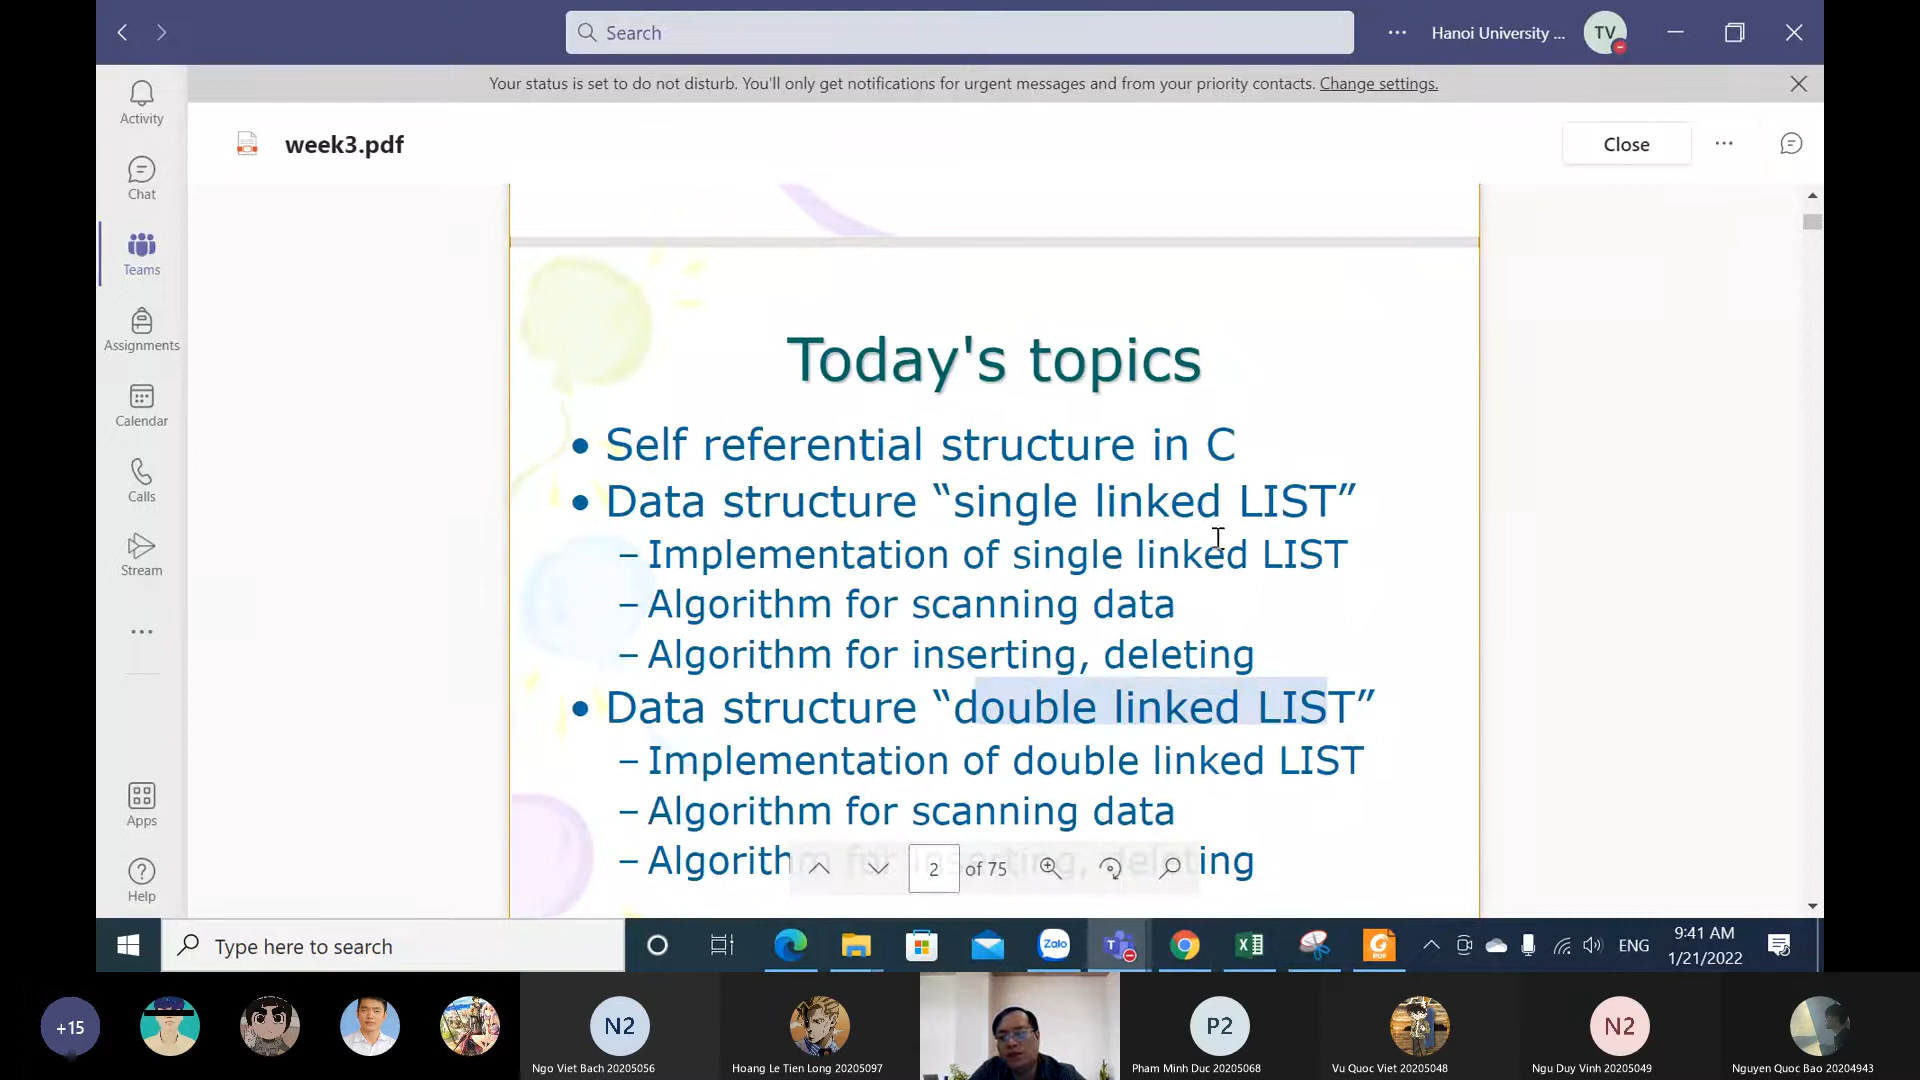 Search
Hanoi University ...
TV
Your status is set to do not disturb. You'll only get notifications for urgent messages and from your priority contacts. Change settings.
Activity
Chat
Teams
Assignments
Calendar
Calls
Stream
Apps
Help
week3.pdf
Close
Today's topics
• Self referential structure in C
• Data structure “single linked LIST”
– Implementation of single linked LIST
– Algorithm for scanning data
– Algorithm for inserting, deleting
• Data structure “double linked LIST”
– Implementation of double linked LIST
– Algorithm for scanning data
– Algorithm for inserting, deleting
2 of 75
Type here to search
Zalo
ENG
9:41 AM
1/21/2022
+15
N2
P2
N2
Ngo Viet Bach 20205056
Hoang Le Tien Long 20205097
Pham Minh Duc 20205068
Vu Quoc Viet 20205048
Ngu Duy Vinh 20205049
Nguyen Quoc Bao 20204943